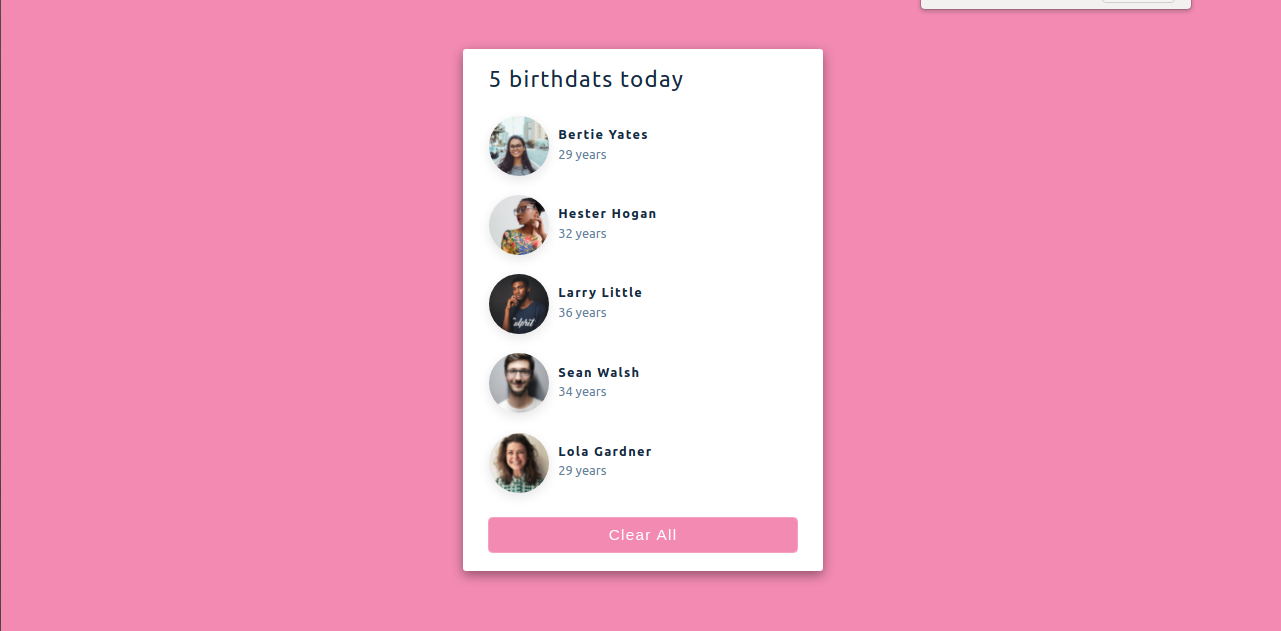 5 birthdats today
Bertie Yates
29 years
Hester Hogan
32 years
Larry Little
36 years
Sean Walsh
34 years
Lola Gardner
29 years
Clear All